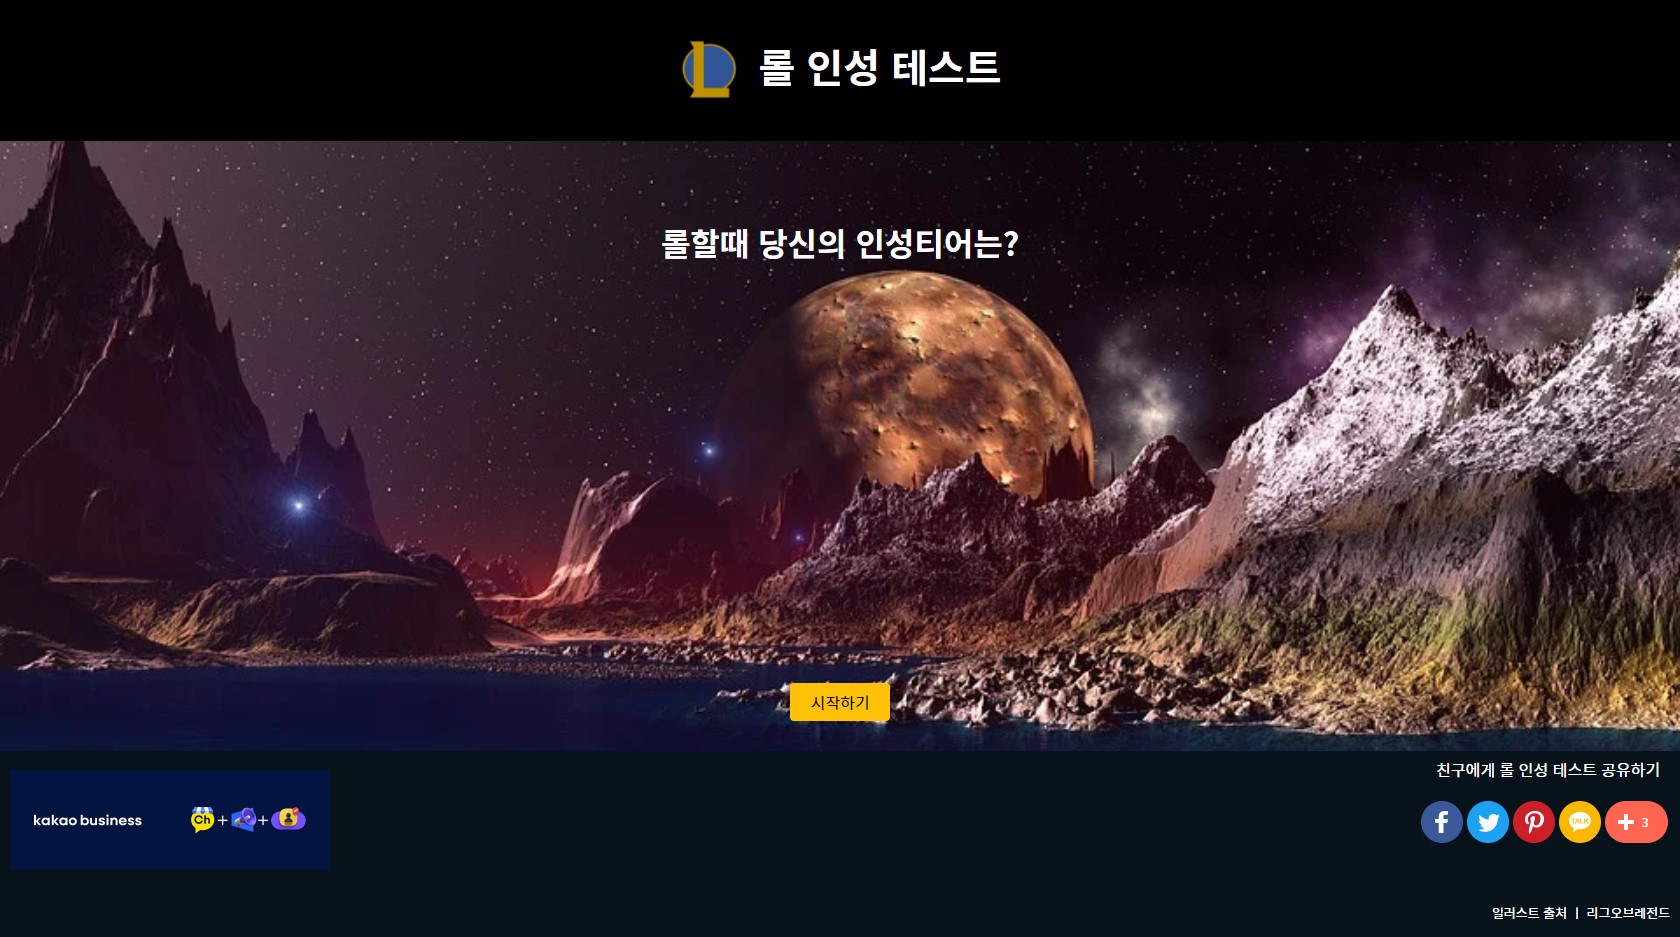 L 롤 인성 테스트
롤할때 당신의 인성티어는?
시작하기
친구에게 롤 인성 테스트 공유하기
kakao business Ch + +
f TALK + 3
일러스트 출처 | 리그오브레전드